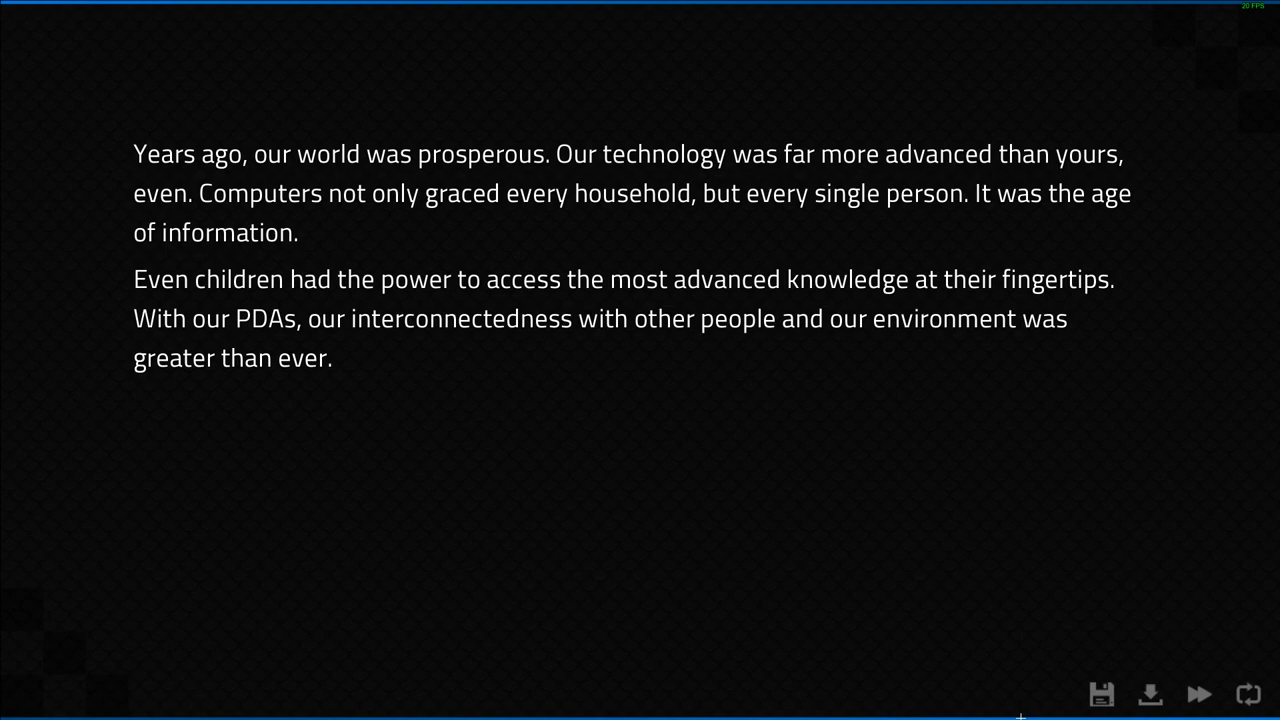 20 FPS
Years ago, our world was prosperous. Our technology was far more advanced than yours,
even. Computers not only graced every household, but every single person. It was the age
of information.
Even children had the power to access the most advanced knowledge at their fingertips.
With our PDAs, our interconnectedness with other people and our environment was
greater than ever.